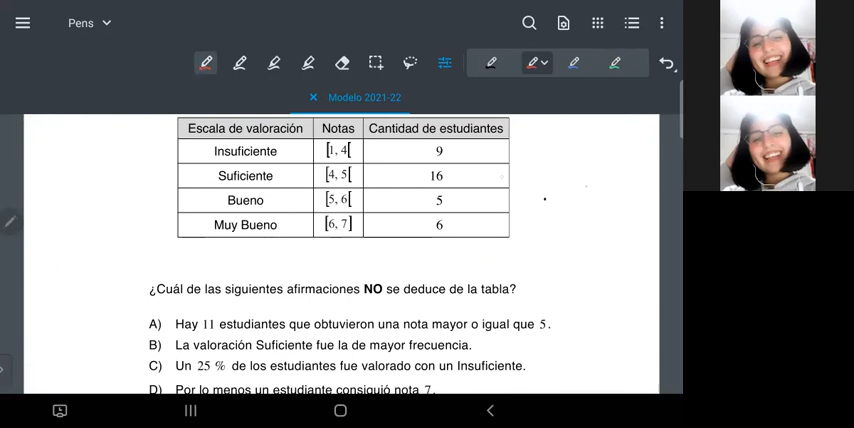 Pens
Modelo 2021-22
Escala de valoración Notas Cantidad de estudiantes
Insuficiente [1, 4[ 9
Suficiente [4, 5[ 16
Bueno [5, 6[ 5
Muy Bueno [6, 7] 6
¿Cuál de las siguientes afirmaciones NO se deduce de la tabla?
A) Hay 11 estudiantes que obtuvieron una nota mayor o igual que 5.
B) La valoración Suficiente fue la de mayor frecuencia.
C) Un 25 % de los estudiantes fue valorado con un Insuficiente.
D) Por lo menos un estudiante consiguió nota 7.